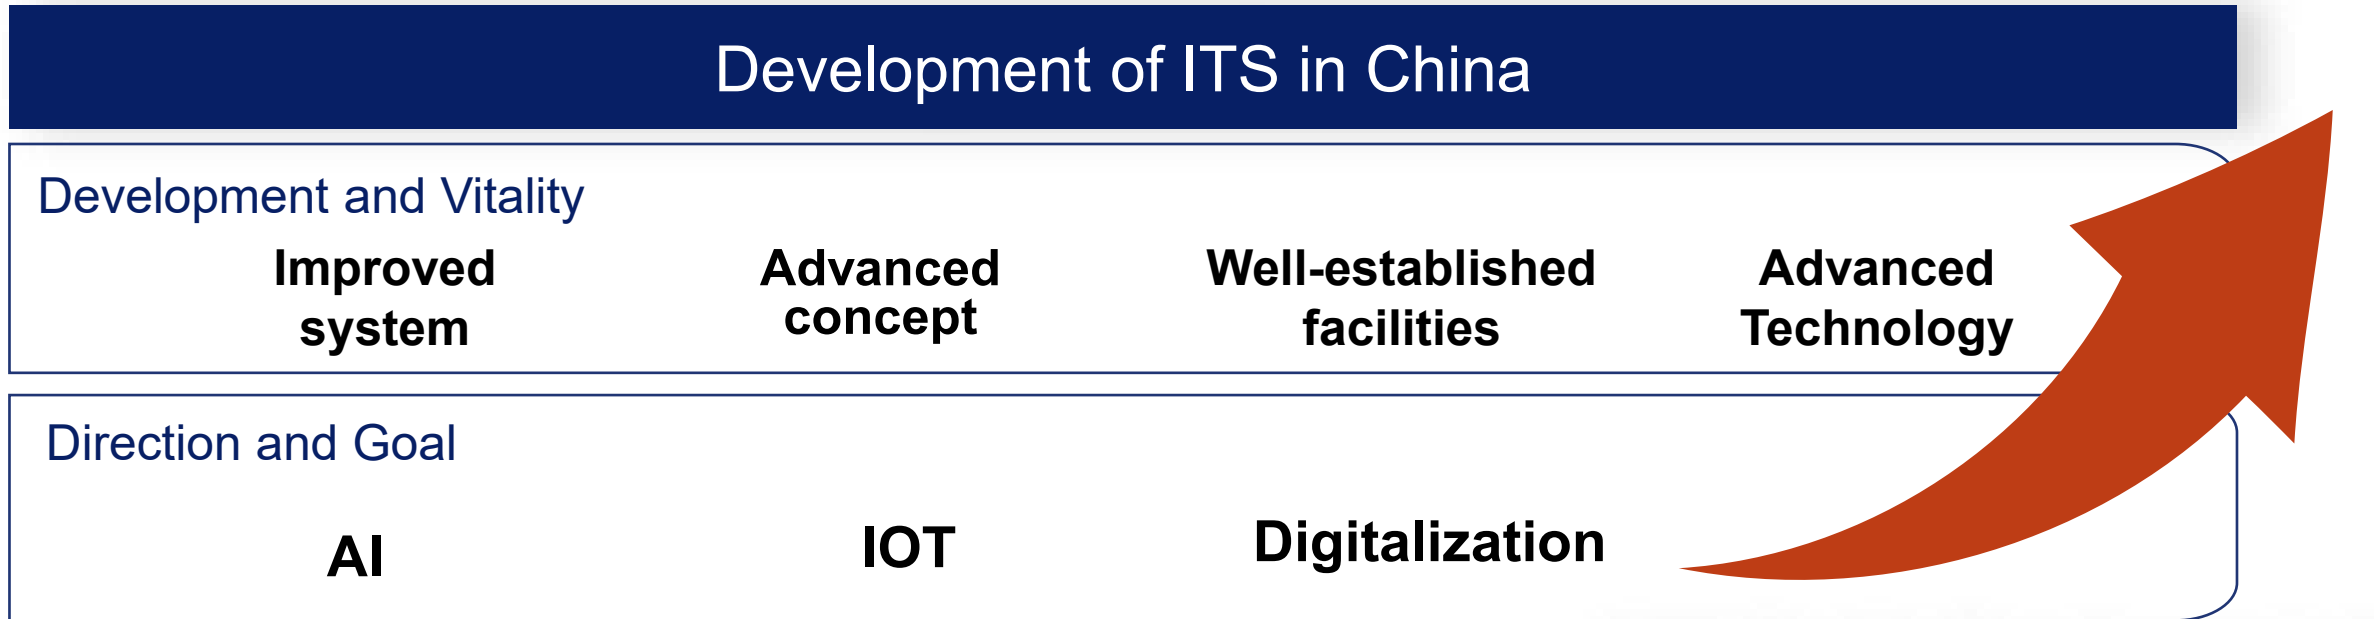 Development of ITS in China
Development and Vitality
Improved
system
Advanced
concept
Well-established
facilities
Advanced
Technology
Direction and Goal
AI
IOT
Digitalization